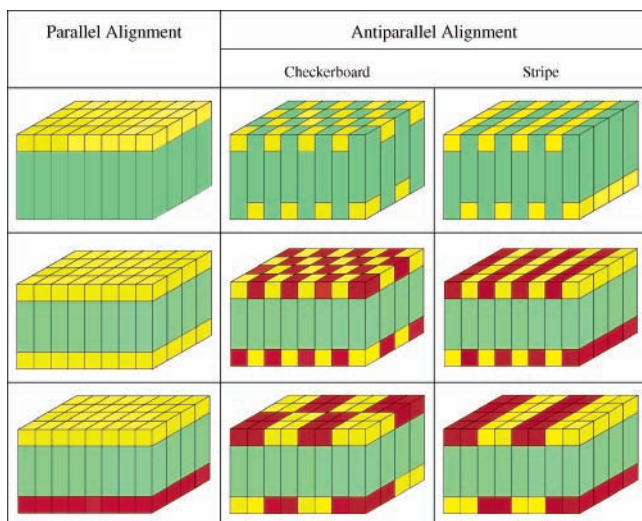 Parallel Alignment
Antiparallel Alignment
Checkerboard
Stripe